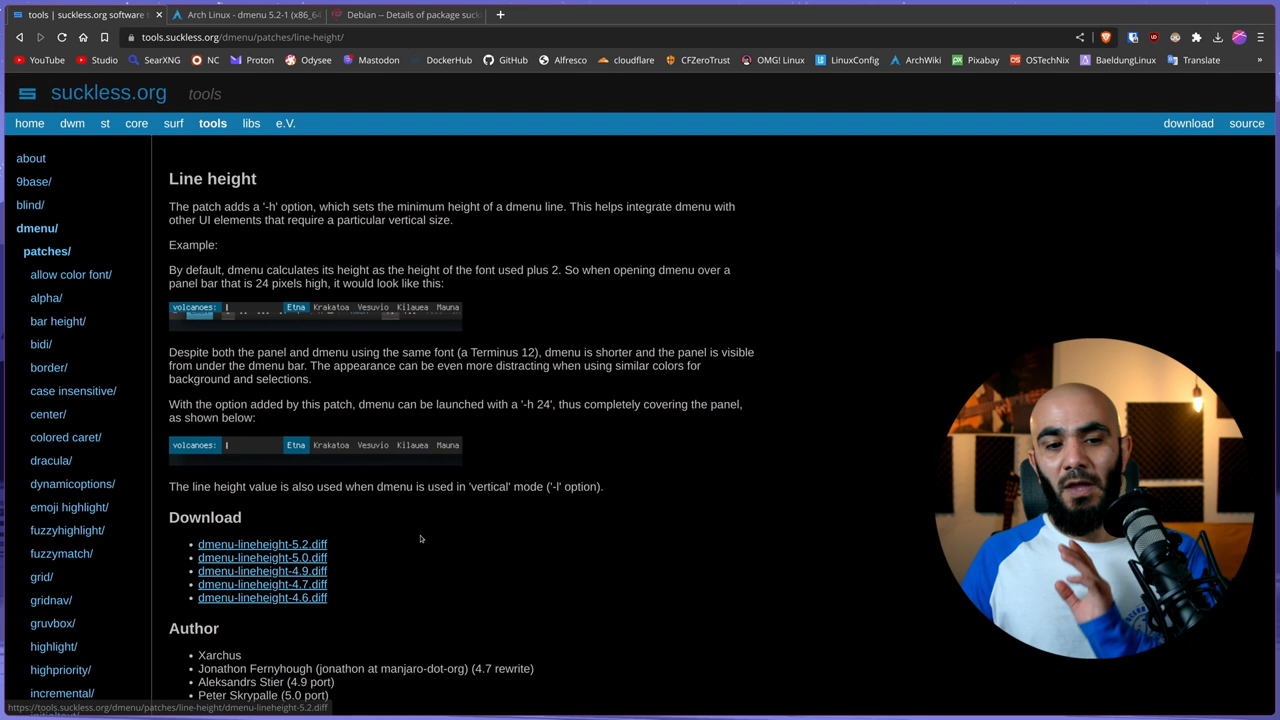 tools | suckless.org software
Arch Linux - dmenu 5.2-1 (x86_64
Debian -- Details of package suck
tools.suckless.org/dmenu/patches/line-height/
YouTube Studio SearXNG NC Proton Odysee Mastodon DockerHub GitHub Alfresco cloudflare CFZeroTrust OMG! Linux LinuxConfig ArchWiki Pixabay OSTechNix BaeldungLinux Translate »
suckless.org tools
home dwm st core surf tools libs e.V. download source
about
9base/
blind/
dmenu/
patches/
allow color font/
alpha/
bar height/
bidi/
border/
case insensitive/
center/
colored caret/
dracula/
dynamicoptions/
emoji highlight/
fuzzyhighlight/
fuzzymatch/
grid/
gridnav/
gruvbox/
highlight/
highpriority/
incremental/
Line height
The patch adds a '-h' option, which sets the minimum height of a dmenu line. This helps integrate dmenu with
other UI elements that require a particular vertical size.
Example:
By default, dmenu calculates its height as the height of the font used plus 2. So when opening dmenu over a
panel bar that is 24 pixels high, it would look like this:
volcanoes: Etna Krakatoa Vesuvio Kilauea Mauna
Despite both the panel and dmenu using the same font (a Terminus 12), dmenu is shorter and the panel is visible
from under the dmenu bar. The appearance can be even more distracting when using similar colors for
background and selections.
With the option added by this patch, dmenu can be launched with a '-h 24', thus completely covering the panel,
as shown below:
volcanoes: Etna Krakatoa Vesuvio Kilauea Mauna
The line height value is also used when dmenu is used in 'vertical' mode ('-l' option).
Download
• dmenu-lineheight-5.2.diff
• dmenu-lineheight-5.0.diff
• dmenu-lineheight-4.9.diff
• dmenu-lineheight-4.7.diff
• dmenu-lineheight-4.6.diff
Author
• Xarchus
• Jonathon Fernyhough (jonathon at manjaro-dot-org) (4.7 rewrite)
• Aleksandrs Stier (4.9 port)
• Peter Skrypalle (5.0 port)
https://tools.suckless.org/dmenu/patches/line-height/dmenu-lineheight-5.2.diff